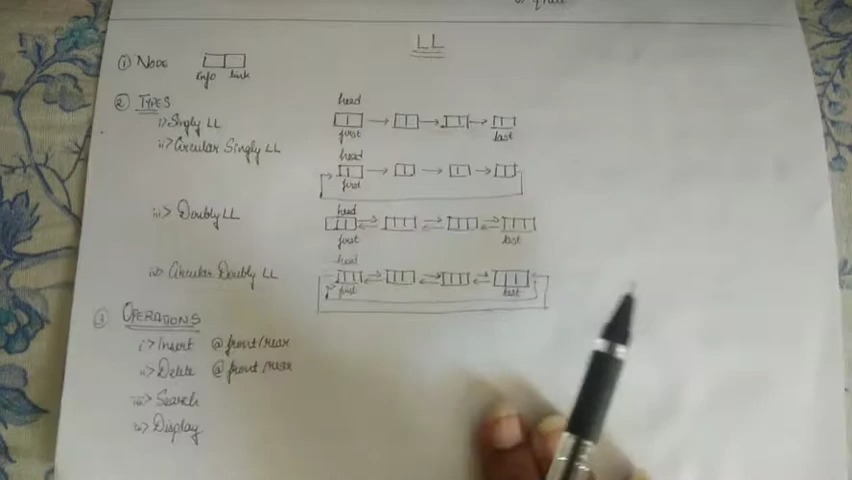 LL
① NODE
Info link
② TYPES
i> Singly LL
head
first last
ii> Circular Singly LL
head
first
iii> Doubly LL
head
first last
iv> Circular Doubly LL
head
first last
③ OPERATIONS
i> Insert @ front/rear
ii> Delete @ front/rear
iii> Search
iv> Display